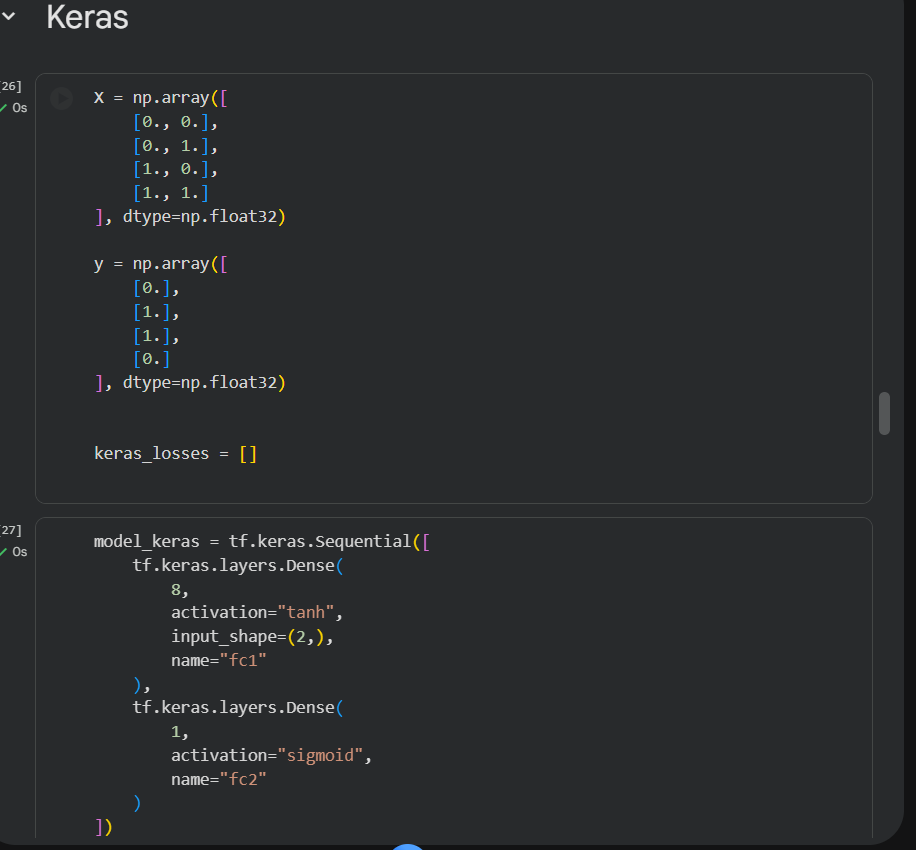 Keras
[26]
0s
X = np.array([
    [0., 0.],
    [0., 1.],
    [1., 0.],
    [1., 1.]
], dtype=np.float32)
y = np.array([
    [0.],
    [1.],
    [1.],
    [0.]
], dtype=np.float32)
keras_losses = []
[27]
0s
model_keras = tf.keras.Sequential([
    tf.keras.layers.Dense(
        8,
        activation="tanh",
        input_shape=(2,),
        name="fc1"
    ),
    tf.keras.layers.Dense(
        1,
        activation="sigmoid",
        name="fc2"
    )
])